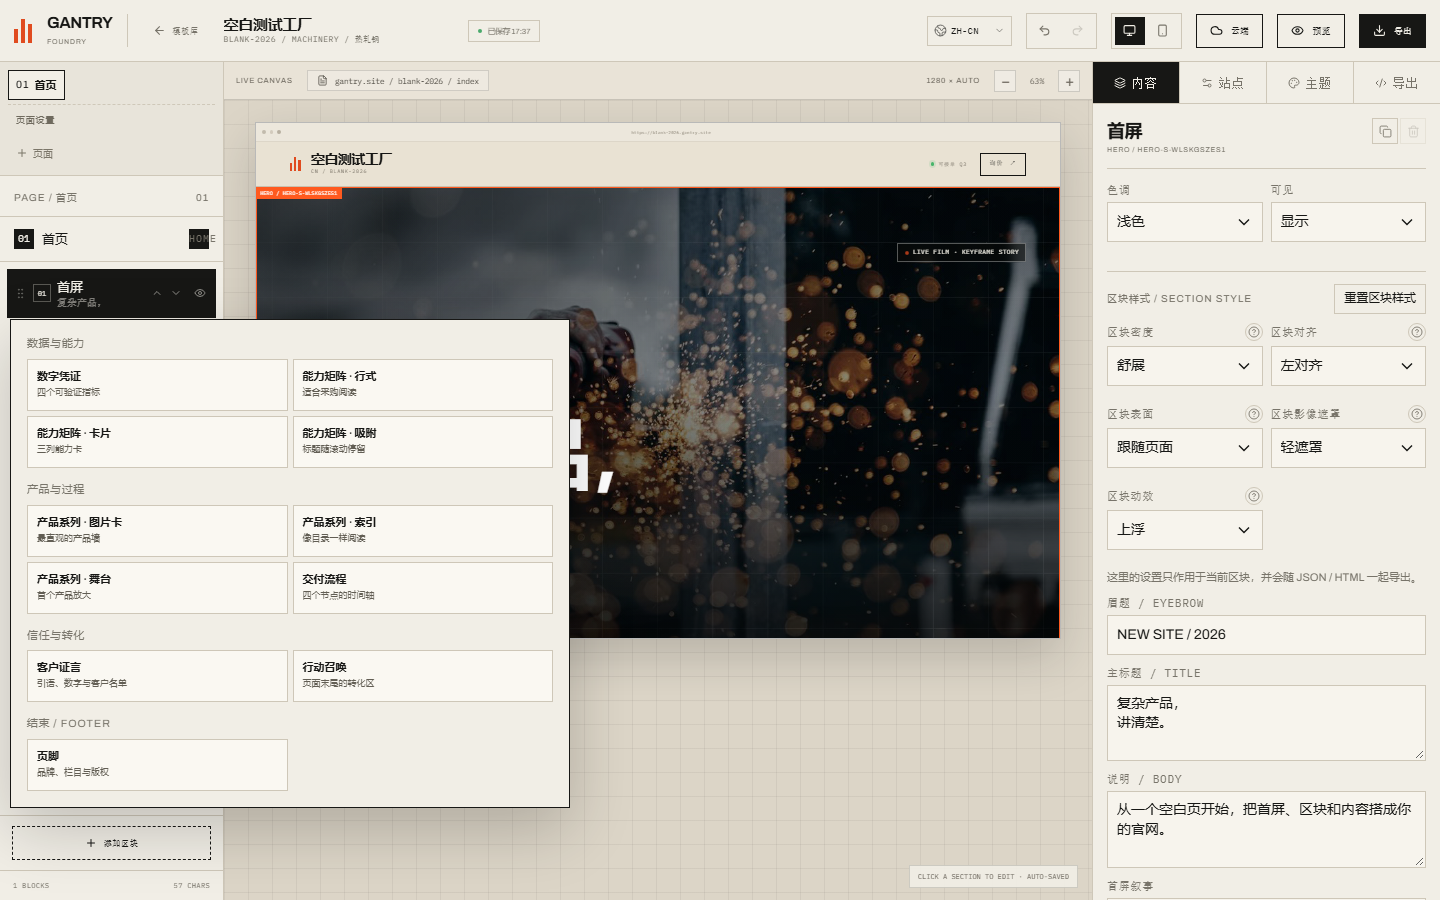 GANTRY
FOUNDRY
模板库
空白测试工厂
BLANK-2026 / MACHINERY / 热轧钢
已保存 17:37
ZH-CN
云端
预览
导出
01 首页
页面设置
页面
PAGE / 首页
01
01 首页
HOME
01 首页
首屏
复杂产品，
LIVE CANVAS
gantry.site / blank-2026 / index
1280 × AUTO
63%
https://blank-2026.gantry.site
空白测试工厂
CN / BLANK-2026
询价 ↗
HERO / HERO-S-WLSKGSZES1
LIVE FILM · KEYFRAME STORY
数据与能力
数字凭证
四个可验证指标
能力矩阵 · 行式
适合采购阅读
能力矩阵 · 卡片
三列能力卡
能力矩阵 · 吸附
标题随滚动停留
产品与过程
产品系列 · 图片卡
最直观的产品墙
产品系列 · 索引
像目录一样阅读
产品系列 · 舞台
首个产品放大
交付流程
四个节点的时间轴
信任与转化
客户证言
引语、数字与客户名单
行动召唤
页面末尾的转化区
结束 / FOOTER
页脚
品牌、栏目与版权
添加区块
1 BLOCKS
57 CHARS
CLICK A SECTION TO EDIT · AUTO-SAVED
内容
站点
主题
导出
首屏
HERO / HERO-S-WLSKGSZES1
色调
可见
浅色
显示
区块样式 / SECTION STYLE
重置区块样式
区块密度
区块对齐
舒展
左对齐
区块表面
区块影像遮罩
跟随页面
轻遮罩
区块动效
上浮
这里的设置只作用于当前区块，并会随 JSON / HTML 一起导出。
眉题 / EYEBROW
NEW SITE / 2026
主标题 / TITLE
复杂产品，
讲清楚。
说明 / BODY
从一个空白页开始，把首屏、区块和内容搭成你
的官网。
首屏叙事